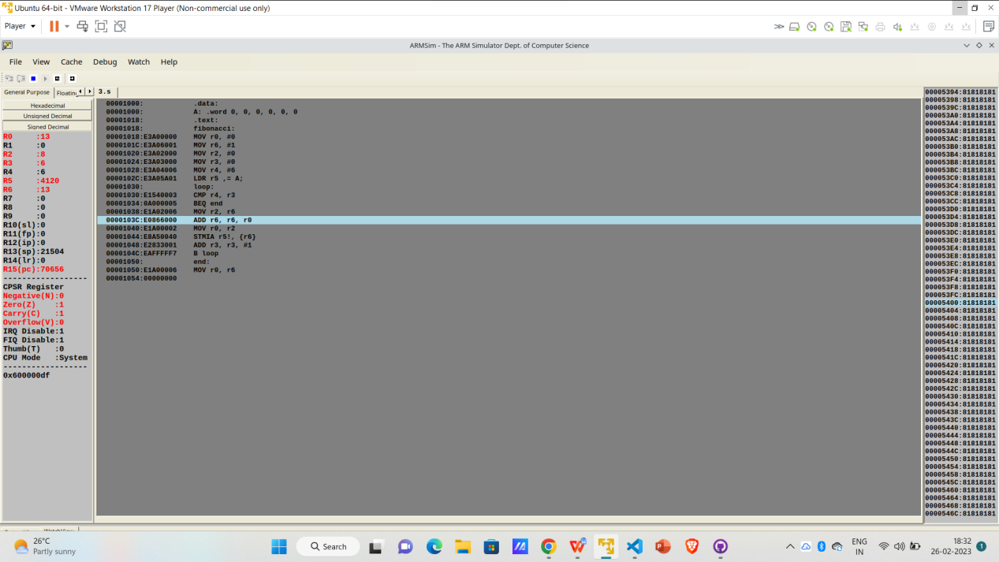 Ubuntu 64-bit - VMware Workstation 17 Player (Non-commercial use only)
Player
ARMSim - The ARM Simulator Dept. of Computer Science
File View Cache Debug Watch Help
General Purpose Floating
3.s
Hexadecimal
Unsigned Decimal
Signed Decimal
R0 :13
R1 :0
R2 :8
R3 :6
R4 :6
R5 :4120
R6 :13
R7 :0
R8 :0
R9 :0
R10(sl):0
R11(fp):0
R12(ip):0
R13(sp):21504
R14(lr):0
R15(pc):70656
------------------
CPSR Register
Negative(N):0
Zero(Z) :1
Carry(C) :1
Overflow(V):0
IRQ Disable:1
FIQ Disable:1
Thumb(T) :0
CPU Mode :System
------------------
0x600000df
00001000: .data:
00001000: A: .word 0, 0, 0, 0, 0, 0
00001018: .text:
00001018: fibonacci:
00001018:E3A00000 MOV r0, #0
0000101C:E3A06001 MOV r6, #1
00001020:E3A02000 MOV r2, #0
00001024:E3A03000 MOV r3, #0
00001028:E3A04006 MOV r4, #6
0000102C:E3A05A01 LDR r5 ,= A;
00001030: loop:
00001030:E1540003 CMP r4, r3
00001034:0A000005 BEQ end
00001038:E1A02006 MOV r2, r6
0000103C:E0866000 ADD r6, r6, r0
00001040:E1A00002 MOV r0, r2
00001044:E8A50040 STMIA r5!, {r6}
00001048:E2833001 ADD r3, r3, #1
0000104C:EAFFFFF7 B loop
00001050: end:
00001050:E1A00006 MOV r0, r6
00001054:00000000
00005394:81818181
00005398:81818181
0000539C:81818181
000053A0:81818181
000053A4:81818181
000053A8:81818181
000053AC:81818181
000053B0:81818181
000053B4:81818181
000053B8:81818181
000053BC:81818181
000053C0:81818181
000053C4:81818181
000053C8:81818181
000053CC:81818181
000053D0:81818181
000053D4:81818181
000053D8:81818181
000053DC:81818181
000053E0:81818181
000053E4:81818181
000053E8:81818181
000053EC:81818181
000053F0:81818181
000053F4:81818181
000053F8:81818181
000053FC:81818181
00005400:81818181
00005404:81818181
00005408:81818181
0000540C:81818181
00005410:81818181
00005414:81818181
00005418:81818181
0000541C:81818181
00005420:81818181
00005424:81818181
00005428:81818181
0000542C:81818181
00005430:81818181
00005434:81818181
00005438:81818181
0000543C:81818181
00005440:81818181
00005444:81818181
00005448:81818181
0000544C:81818181
00005450:81818181
00005454:81818181
00005458:81818181
0000545C:81818181
00005460:81818181
00005464:81818181
00005468:81818181
0000546C:81818181
26°C
Partly sunny
Search
ENG
IN
18:32
26-02-2023
1